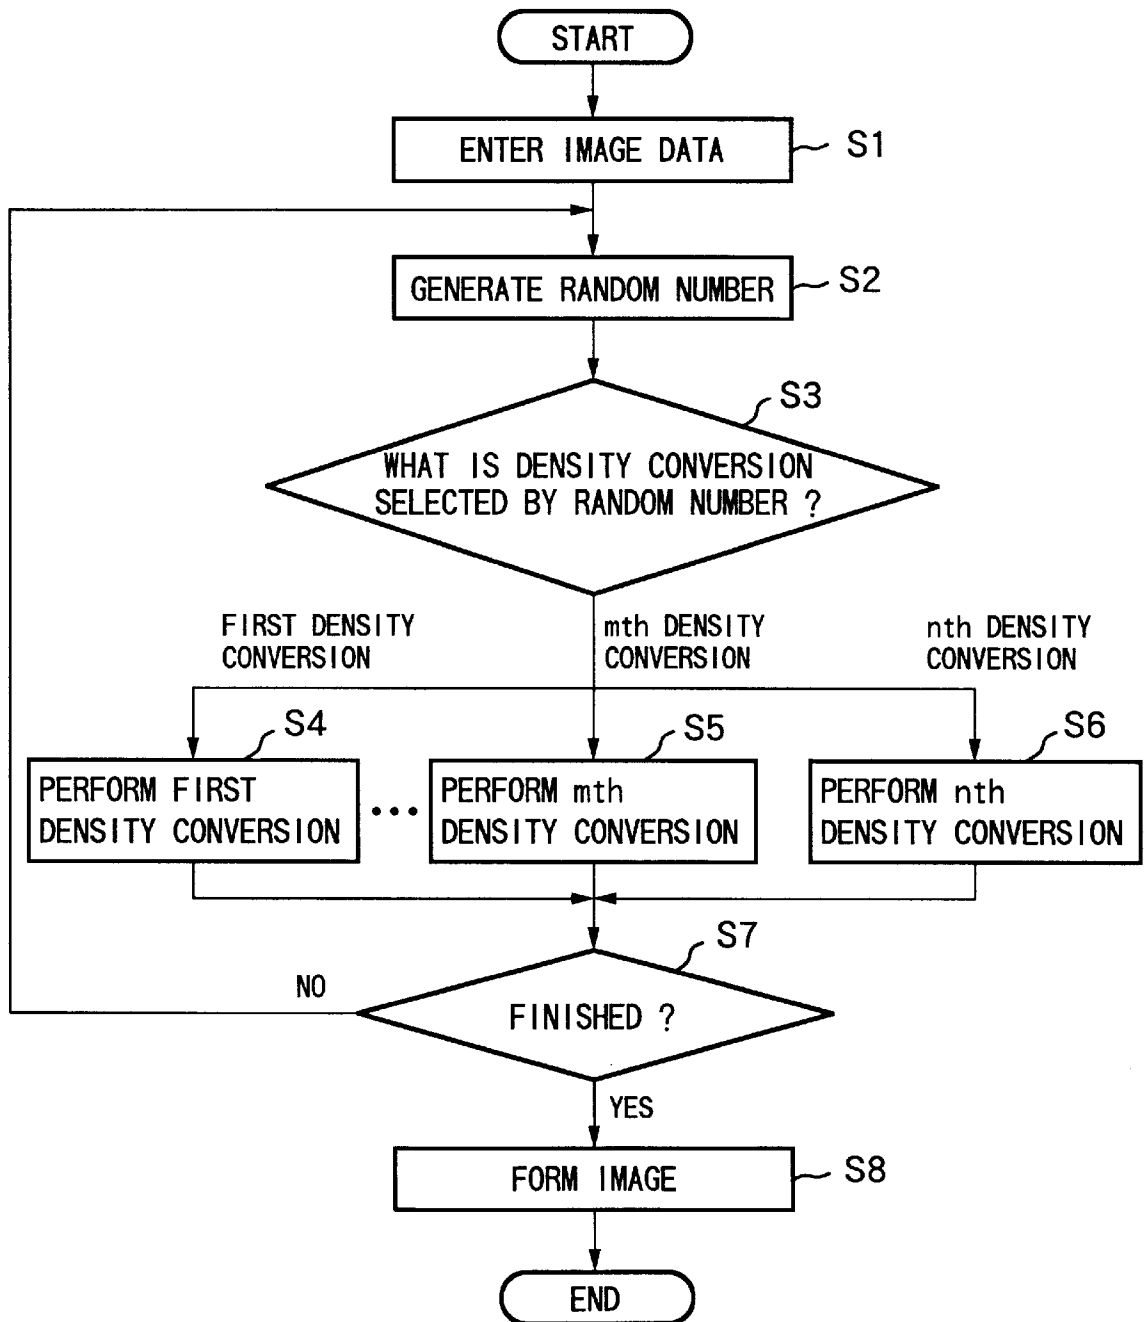 START
ENTER IMAGE DATA
S1
GENERATE RANDOM NUMBER
S2
S3
WHAT IS DENSITY CONVERSION
SELECTED BY RANDOM NUMBER ?
FIRST DENSITY
CONVERSION
mth DENSITY
CONVERSION
nth DENSITY
CONVERSION
S4
PERFORM FIRST
DENSITY CONVERSION
•••
S5
PERFORM mth
DENSITY CONVERSION
S6
PERFORM nth
DENSITY CONVERSION
S7
NO
FINISHED ?
YES
FORM IMAGE
S8
END